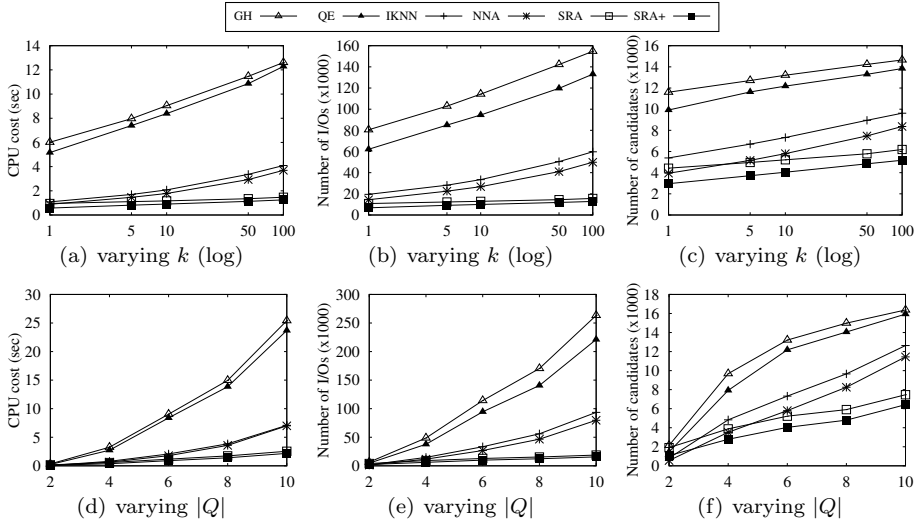 GH QE IKNN NNA SRA SRA+
14
12
10
8
6
4
2
0
CPU cost (sec)
1 5 10 50 100
(a) varying k (log)
160
140
120
100
80
60
40
20
0
Number of I/Os (x1000)
1 5 10 50 100
(b) varying k (log)
16
14
12
10
8
6
4
2
0
Number of candidates (x1000)
1 5 10 50 100
(c) varying k (log)
30
25
20
15
10
5
0
CPU cost (sec)
2 4 6 8 10
(d) varying |Q|
300
250
200
150
100
50
0
Number of I/Os (x1000)
2 4 6 8 10
(e) varying |Q|
18
16
14
12
10
8
6
4
2
0
Number of candidates (x1000)
2 4 6 8 10
(f) varying |Q|